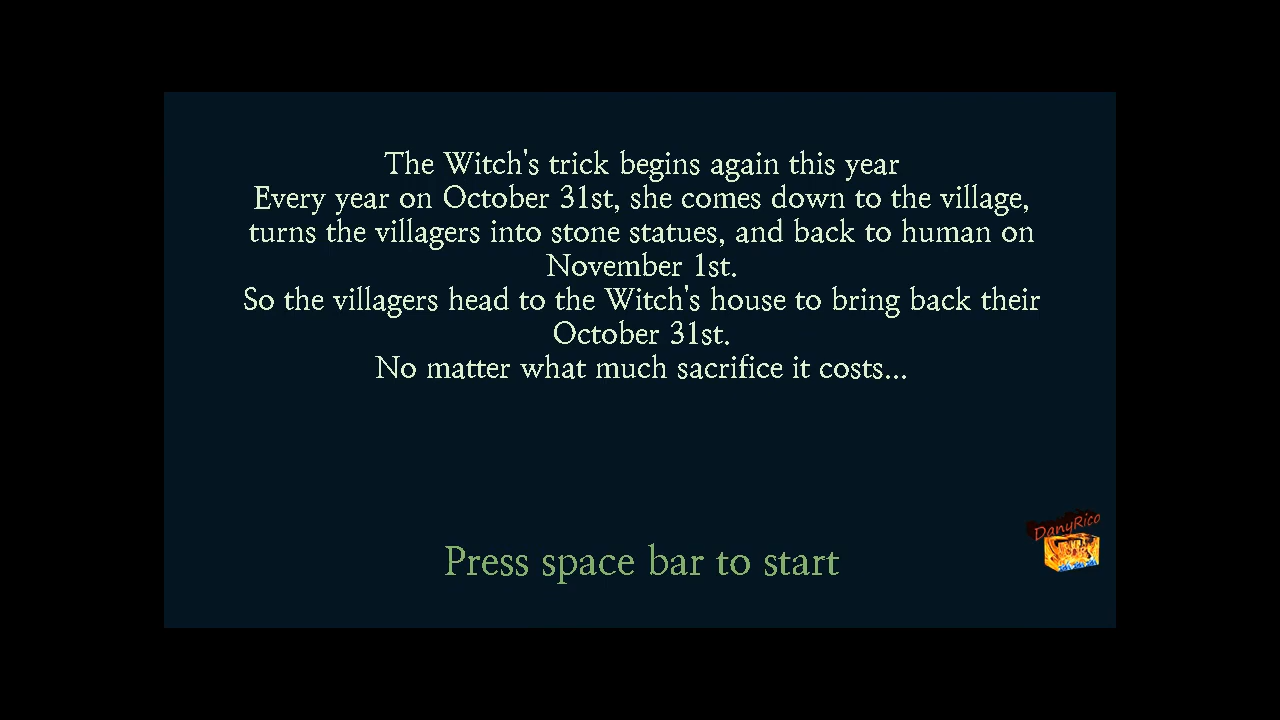 The Witch's trick begins again this year
Every year on October 31st, she comes down to the village,
turns the villagers into stone statues, and back to human on
November 1st.
So the villagers head to the Witch's house to bring back their
October 31st.
No matter what much sacrifice it costs...
DanyRico
Press space bar to start